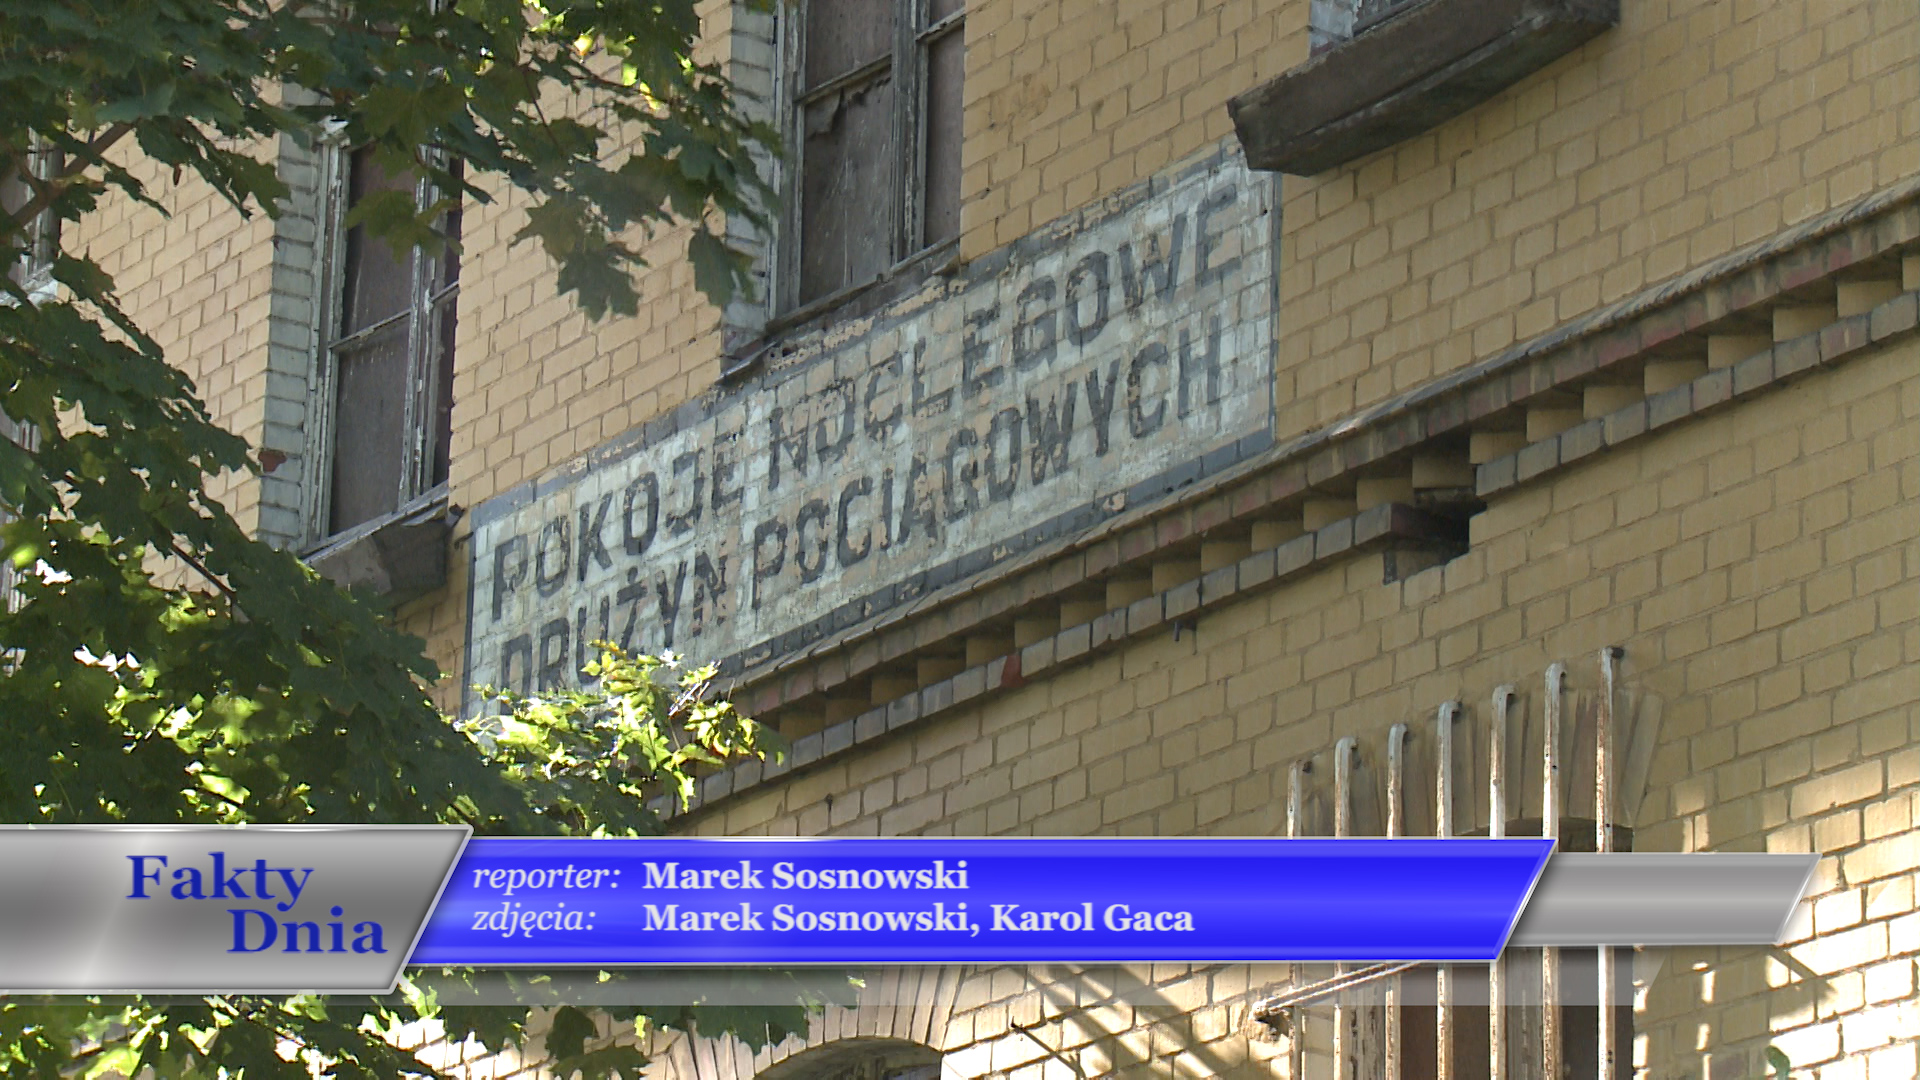 POKOJE NOCLEGOWE
DRUŻYN POCIĄGOWYCH
Fakty
Dnia
reporter: Marek Sosnowski
zdjęcia: Marek Sosnowski, Karol Gaca